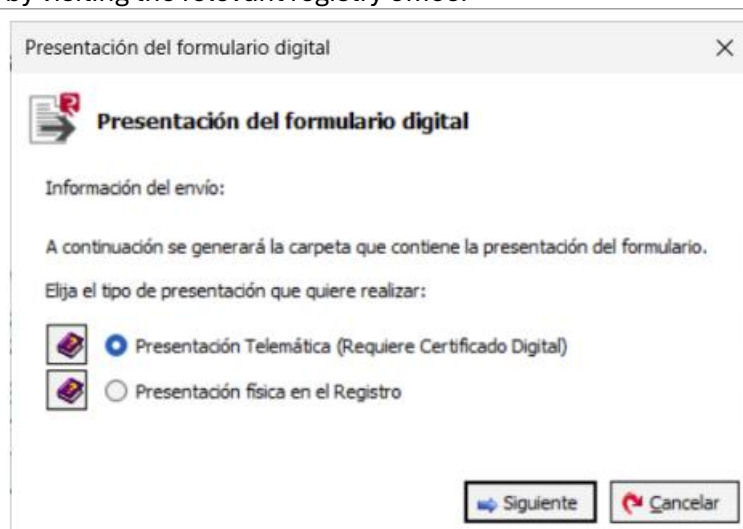 by visiting the relevant registry office.
Presentación del formulario digital
Presentación del formulario digital
Información del envío:
A continuación se generará la carpeta que contiene la presentación del formulario.
Elija el tipo de presentación que quiere realizar:
Presentación Telemática (Requiere Certificado Digital)
Presentación física en el Registro
Siguiente
Cancelar